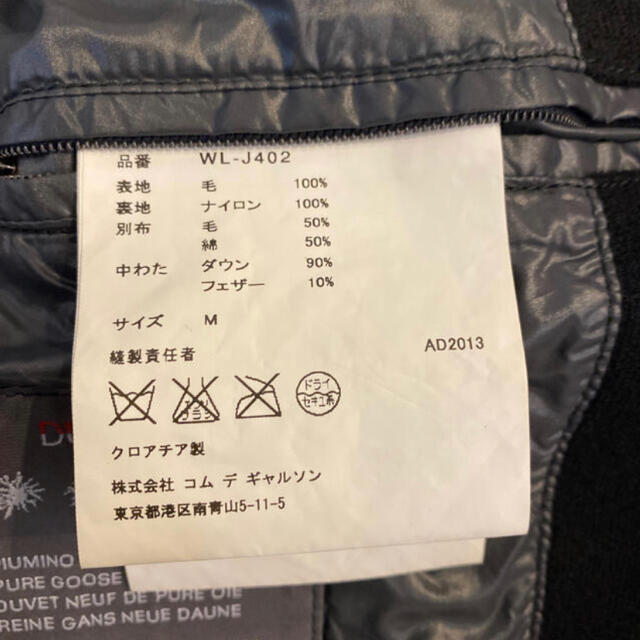 品番 WL-J402
表地 毛 100%
裏地 ナイロン 100%
別布 毛 50%
綿 50%
中わた ダウン 90%
フェザー 10%
サイズ M
縫製責任者 AD2013
ドライ
セキユ系
クロアチア製
株式会社 コム デ ギャルソン
東京都港区南青山5-11-5
PIUMINO
PURE GOOSE
DUVET NEUF DE PURE OIE
REINE GANS NEUE DAUNE